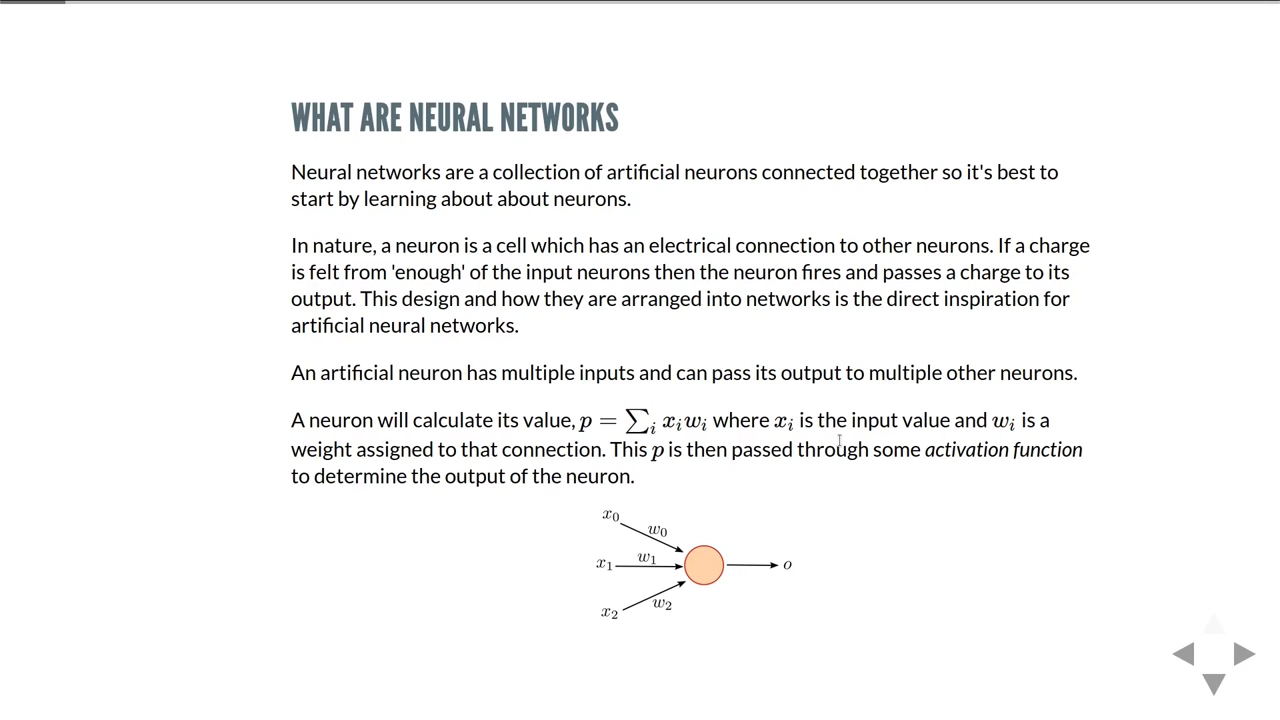 WHAT ARE NEURAL NETWORKS
Neural networks are a collection of artificial neurons connected together so it's best to
start by learning about about neurons.
In nature, a neuron is a cell which has an electrical connection to other neurons. If a charge
is felt from 'enough' of the input neurons then the neuron fires and passes a charge to its
output. This design and how they are arranged into networks is the direct inspiration for
artificial neural networks.
An artificial neuron has multiple inputs and can pass its output to multiple other neurons.
A neuron will calculate its value, p = ∑ᵢ xᵢwᵢ where xᵢ is the input value and wᵢ is a
weight assigned to that connection. This p is then passed through some activation function
to determine the output of the neuron.
x₀
w₀
x₁
w₁
o
x₂
w₂